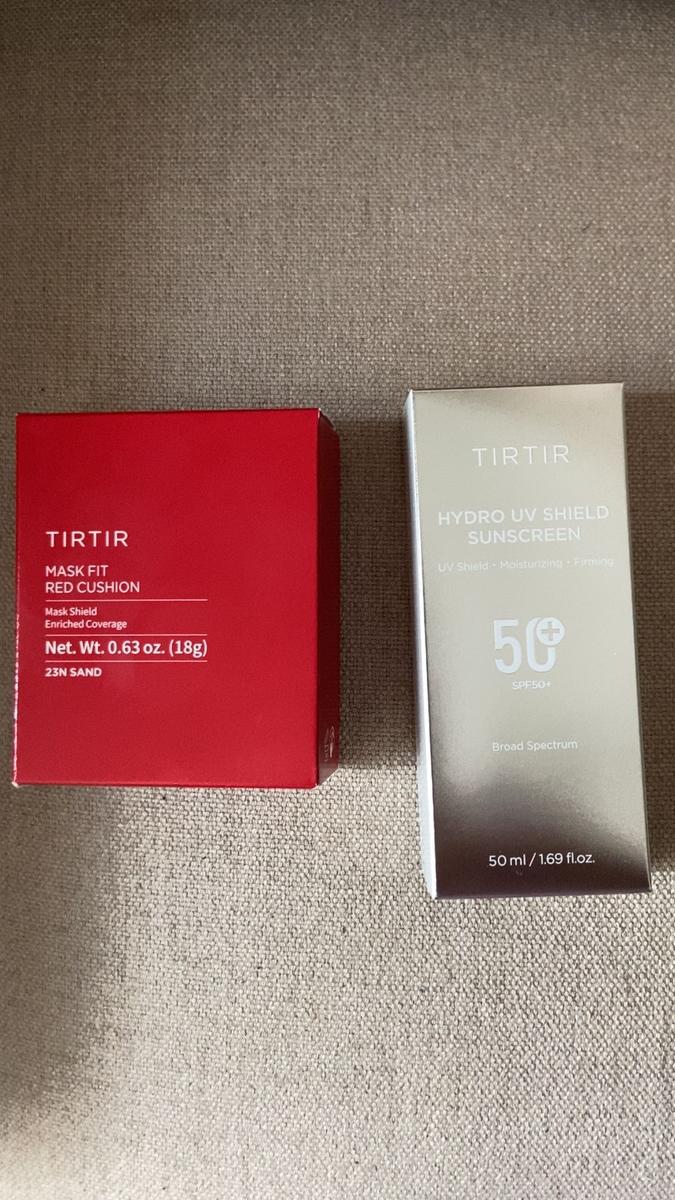 TIRTIR
MASK FIT
RED CUSHION
Mask Shield
Enriched Coverage
Net. Wt. 0.63 oz. (18g)
23N SAND
TIRTIR
HYDRO UV SHIELD
SUNSCREEN
UV Shield • Moisturizing • Firming
50+
SPF50+
Broad Spectrum
50 ml / 1.69 fl.oz.